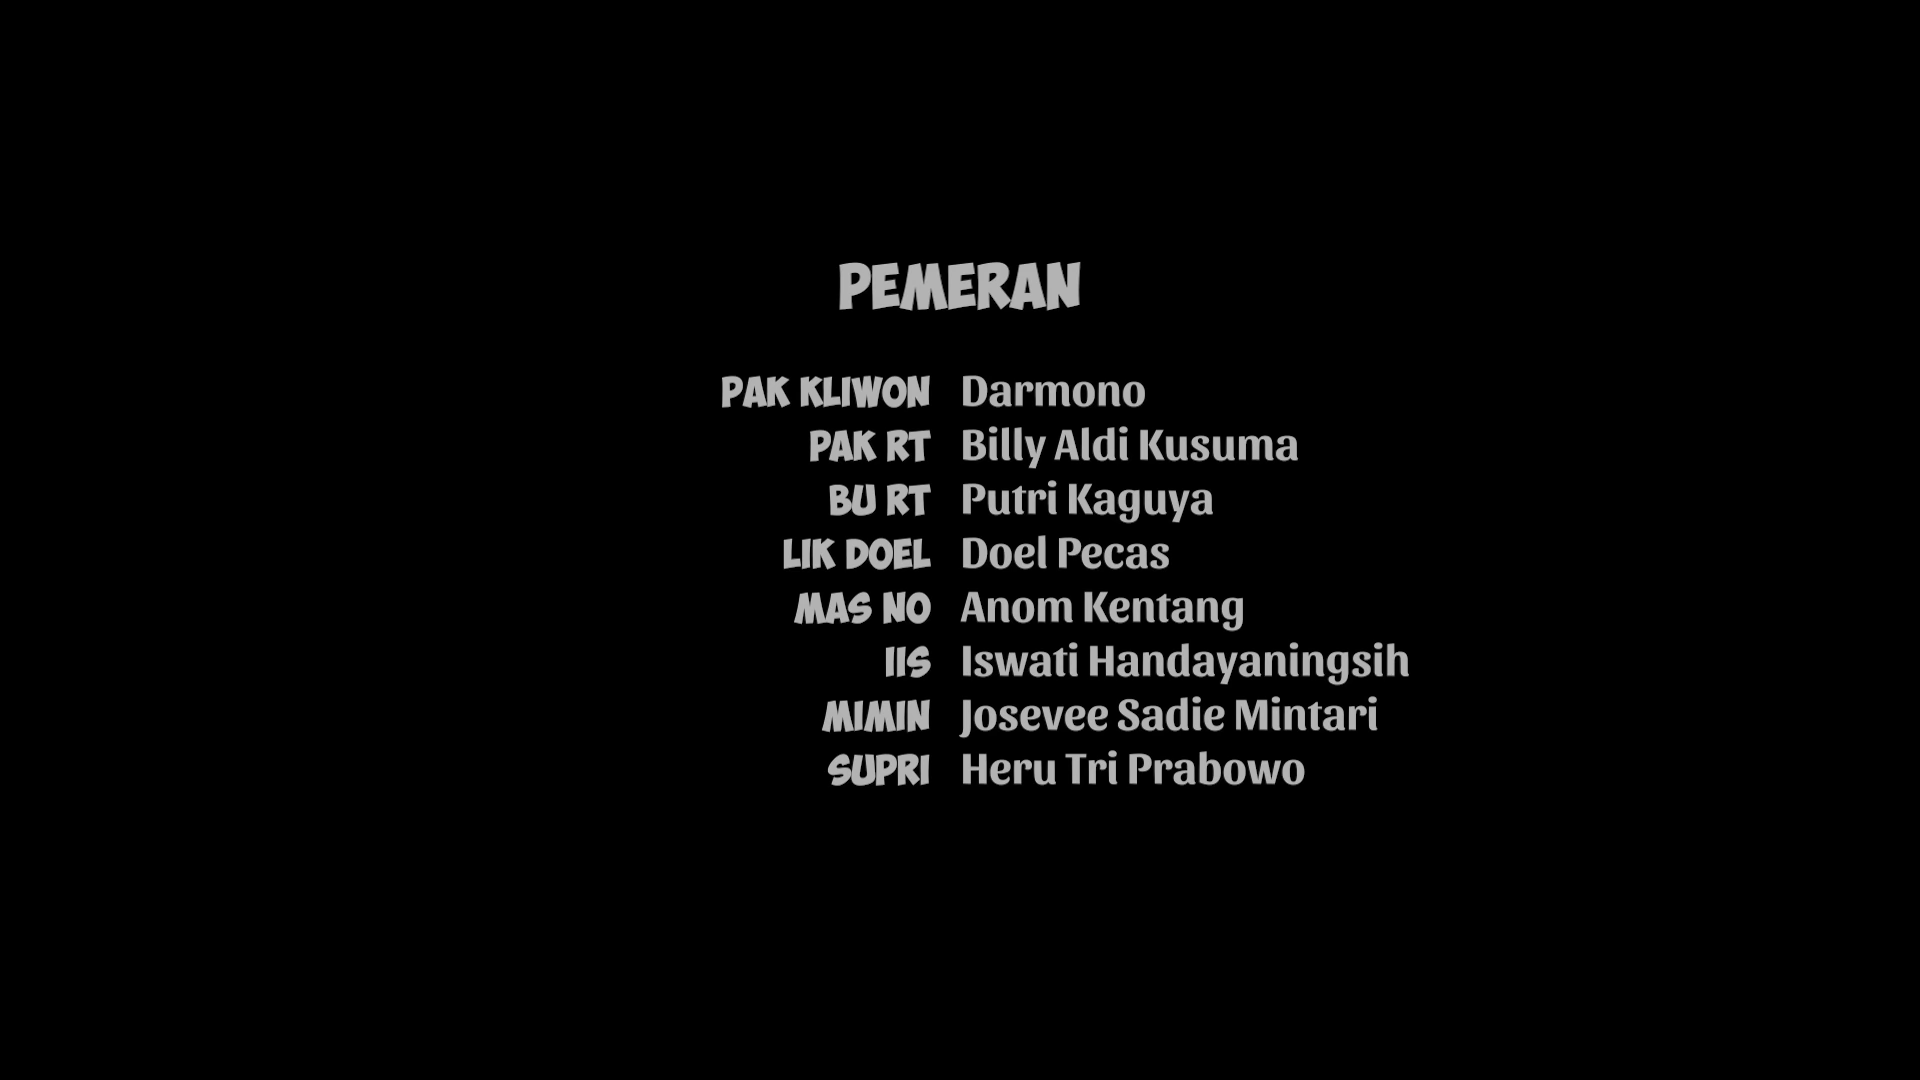 PEMERAN
PAK KLIWON Darmono
PAK RT Billy Aldi Kusuma
BU RT Putri Kaguya
LIK DOEL Doel Pecas
MAS NO Anom Kentang
IIS Iswati Handayaningsih
MIMIN Josevee Sadie Mintari
SUPRI Heru Tri Prabowo